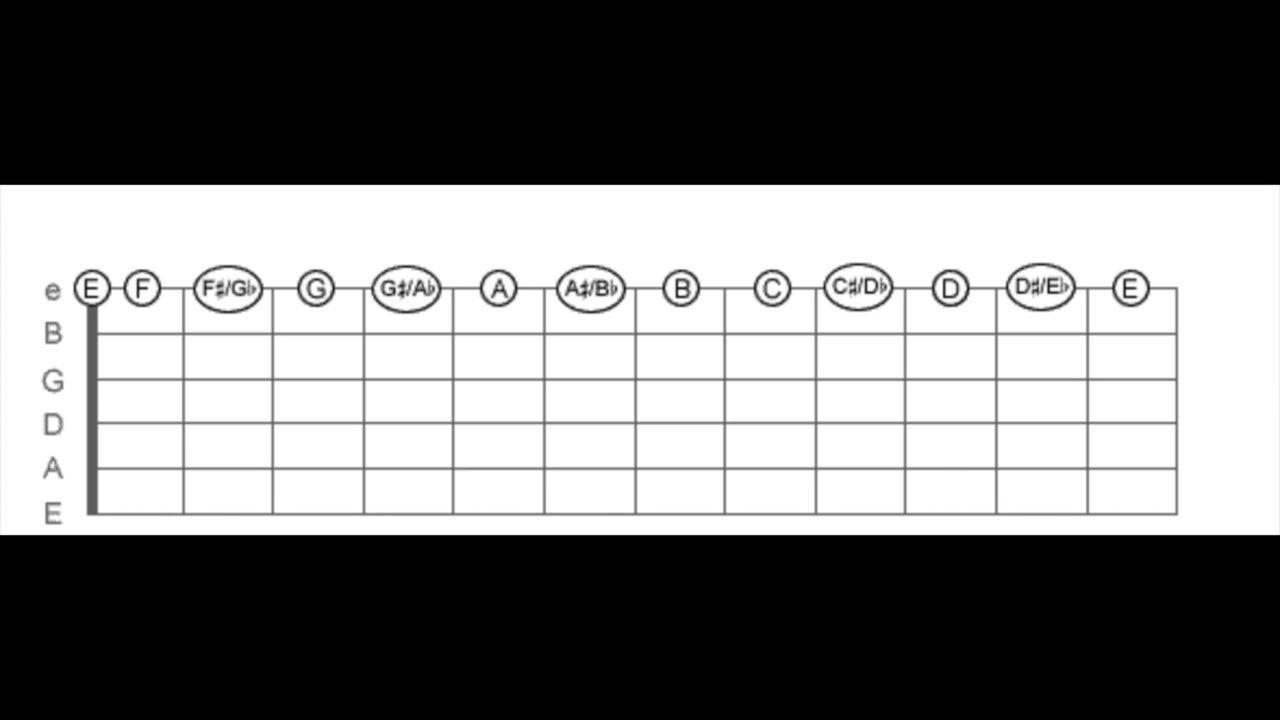 e E F F♯/G♭ G G♯/A♭ A A♯/B♭ B C C♯/D♭ D D♯/E♭ E
B
G
D
A
E